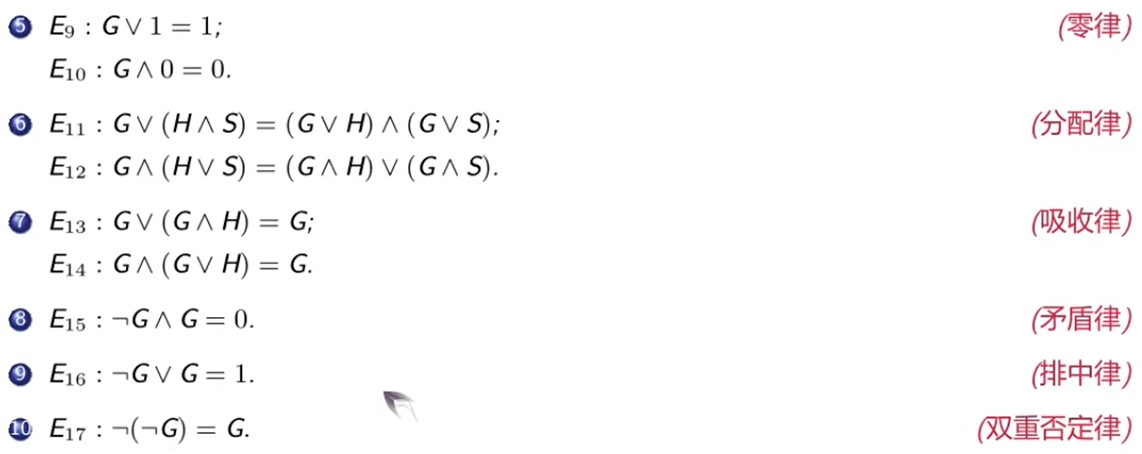 5 E₉ : G ∨ 1 = 1; (零律)
E₁₀ : G ∧ 0 = 0.
6 E₁₁ : G ∨ (H ∧ S) = (G ∨ H) ∧ (G ∨ S); (分配律)
E₁₂ : G ∧ (H ∨ S) = (G ∧ H) ∨ (G ∧ S).
7 E₁₃ : G ∨ (G ∧ H) = G; (吸收律)
E₁₄ : G ∧ (G ∨ H) = G.
8 E₁₅ : ¬G ∧ G = 0. (矛盾律)
9 E₁₆ : ¬G ∨ G = 1. (排中律)
10 E₁₇ : ¬(¬G) = G. (双重否定律)